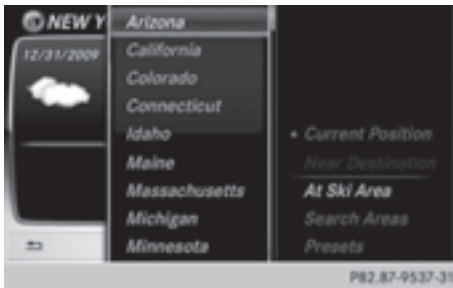 NEW Y
12/31/2009
Arizona
California
Colorado
Connecticut
Idaho
Maine
Massachusetts
Michigan
Minnesota
• Current Position
Near Destination
At Ski Area
Search Areas
Presets
P82.87-9537-31